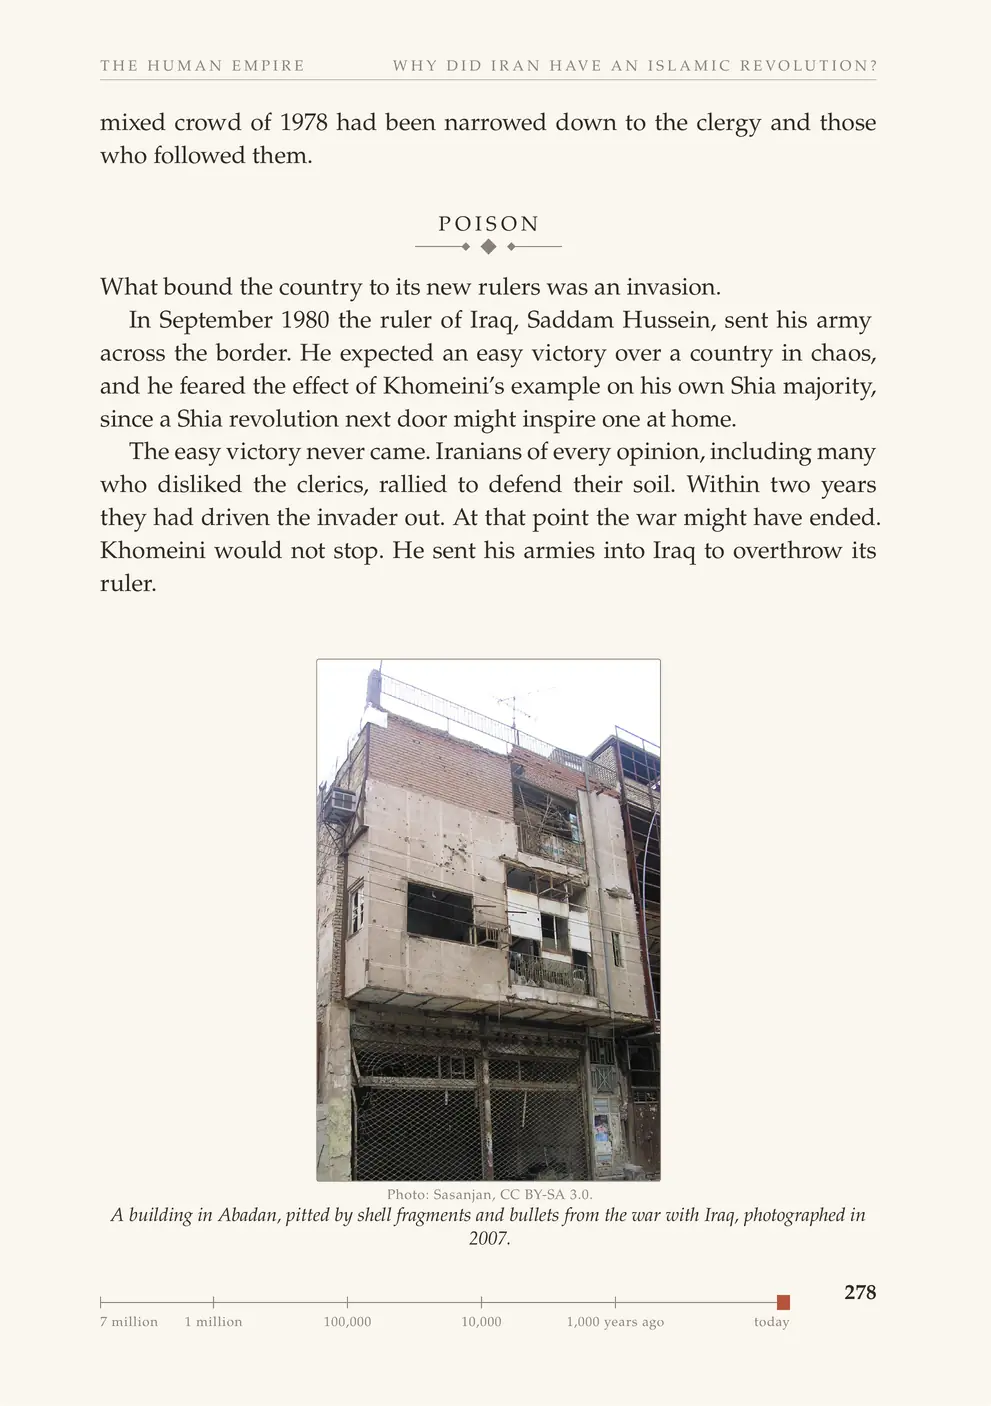 THE HUMAN EMPIRE
WHY DID IRAN HAVE AN ISLAMIC REVOLUTION?
mixed crowd of 1978 had been narrowed down to the clergy and those
who followed them.
POISON
What bound the country to its new rulers was an invasion.
In September 1980 the ruler of Iraq, Saddam Hussein, sent his army
across the border. He expected an easy victory over a country in chaos,
and he feared the effect of Khomeini’s example on his own Shia majority,
since a Shia revolution next door might inspire one at home.
The easy victory never came. Iranians of every opinion, including many
who disliked the clerics, rallied to defend their soil. Within two years
they had driven the invader out. At that point the war might have ended.
Khomeini would not stop. He sent his armies into Iraq to overthrow its
ruler.
Photo: Sasanjan, CC BY-SA 3.0.
A building in Abadan, pitted by shell fragments and bullets from the war with Iraq, photographed in
2007.
278
7 million 1 million 100,000 10,000 1,000 years ago today